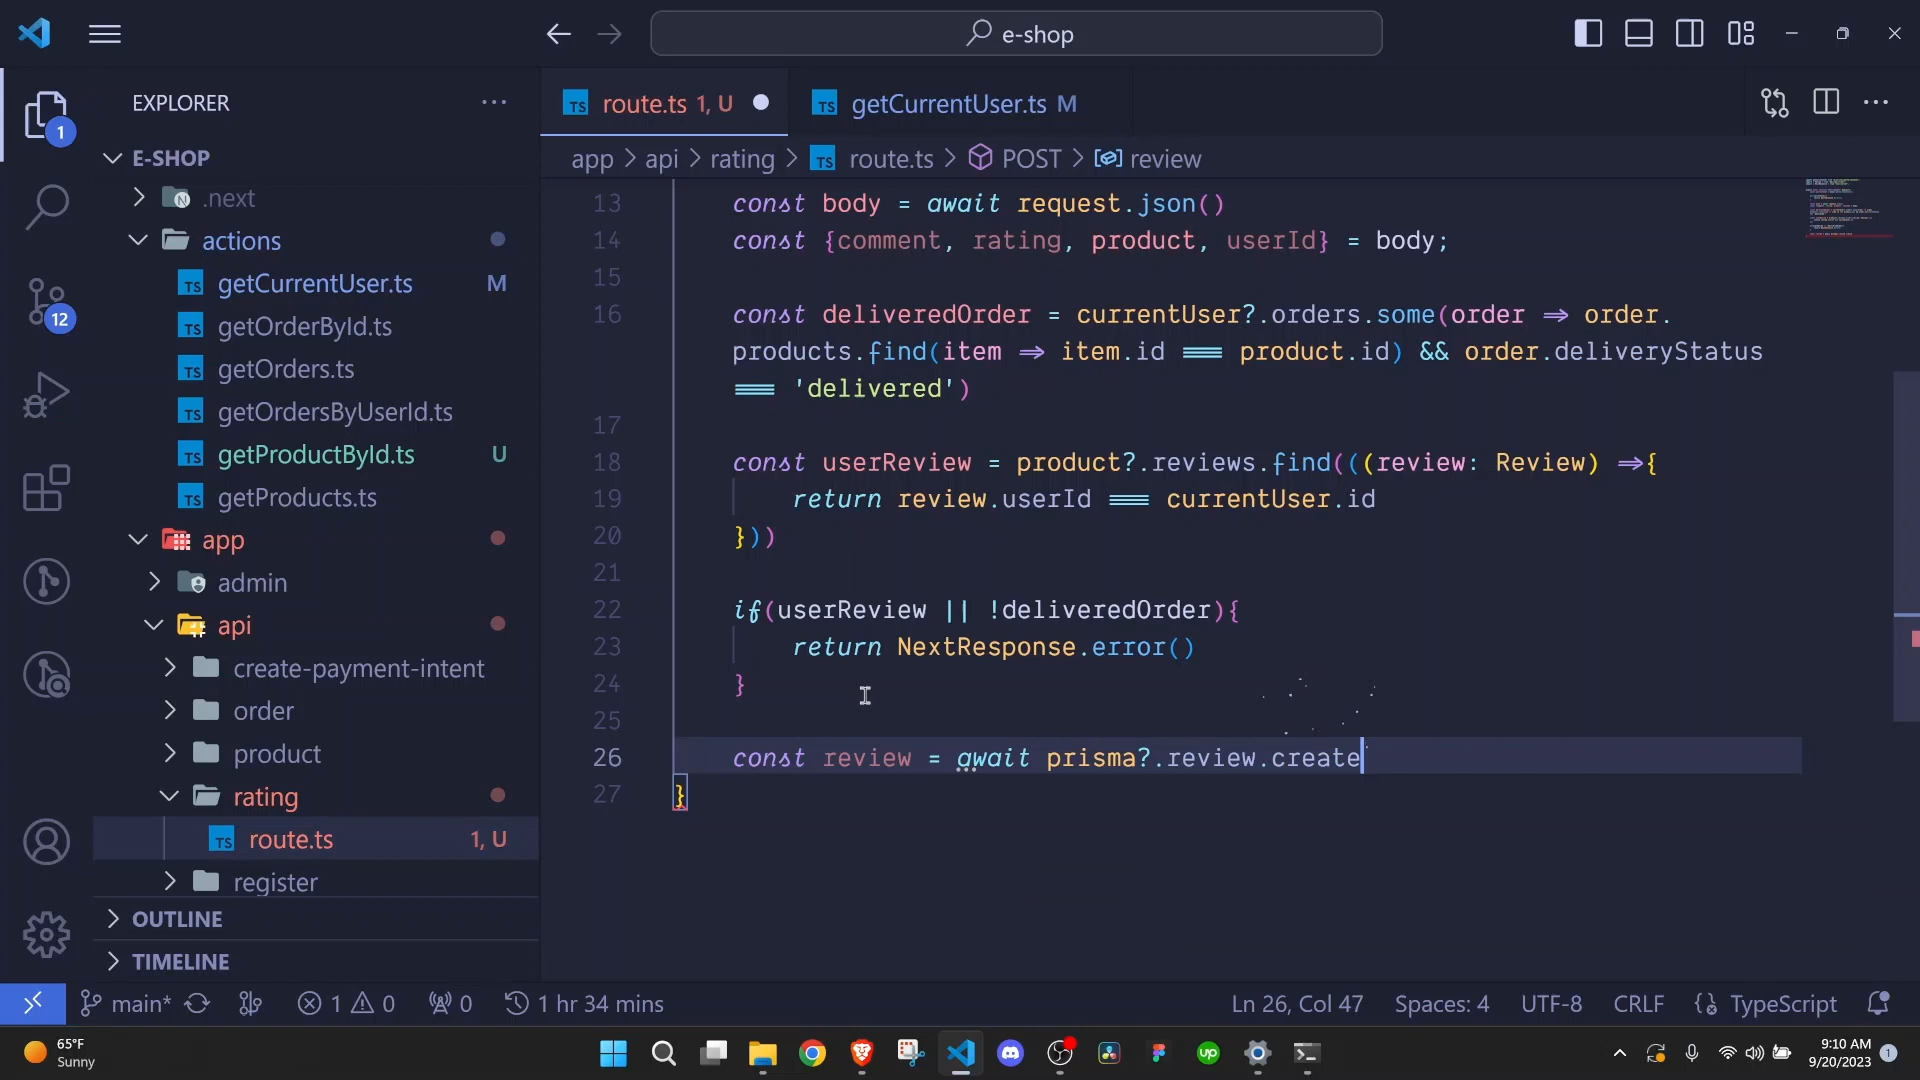 e-shop
EXPLORER
E-SHOP
.next
actions
getCurrentUser.ts M
getOrderById.ts
getOrders.ts
getOrdersByUserId.ts
getProductById.ts U
getProducts.ts
app
admin
api
create-payment-intent
order
product
rating
route.ts 1, U
register
OUTLINE
TIMELINE
1
12
route.ts 1, U
getCurrentUser.ts M
app > api > rating > route.ts > POST > review
13 const body = await request.json()
14 const {comment, rating, product, userId} = body;
15
16 const deliveredOrder = currentUser?.orders.some(order ⇒ order.
products.find(item ⇒ item.id === product.id) && order.deliveryStatus
=== 'delivered')
17
18 const userReview = product?.reviews.find(((review: Review) ⇒{
19 return review.userId === currentUser.id
20 }))
21
22 if(userReview || !deliveredOrder){
23 return NextResponse.error()
24 }
25
26 const review = await prisma?.review.create
27 }
main* 1 0 0 1 hr 34 mins Ln 26, Col 47 Spaces: 4 UTF-8 CRLF TypeScript
65°F
Sunny
9:10 AM
9/20/2023
1